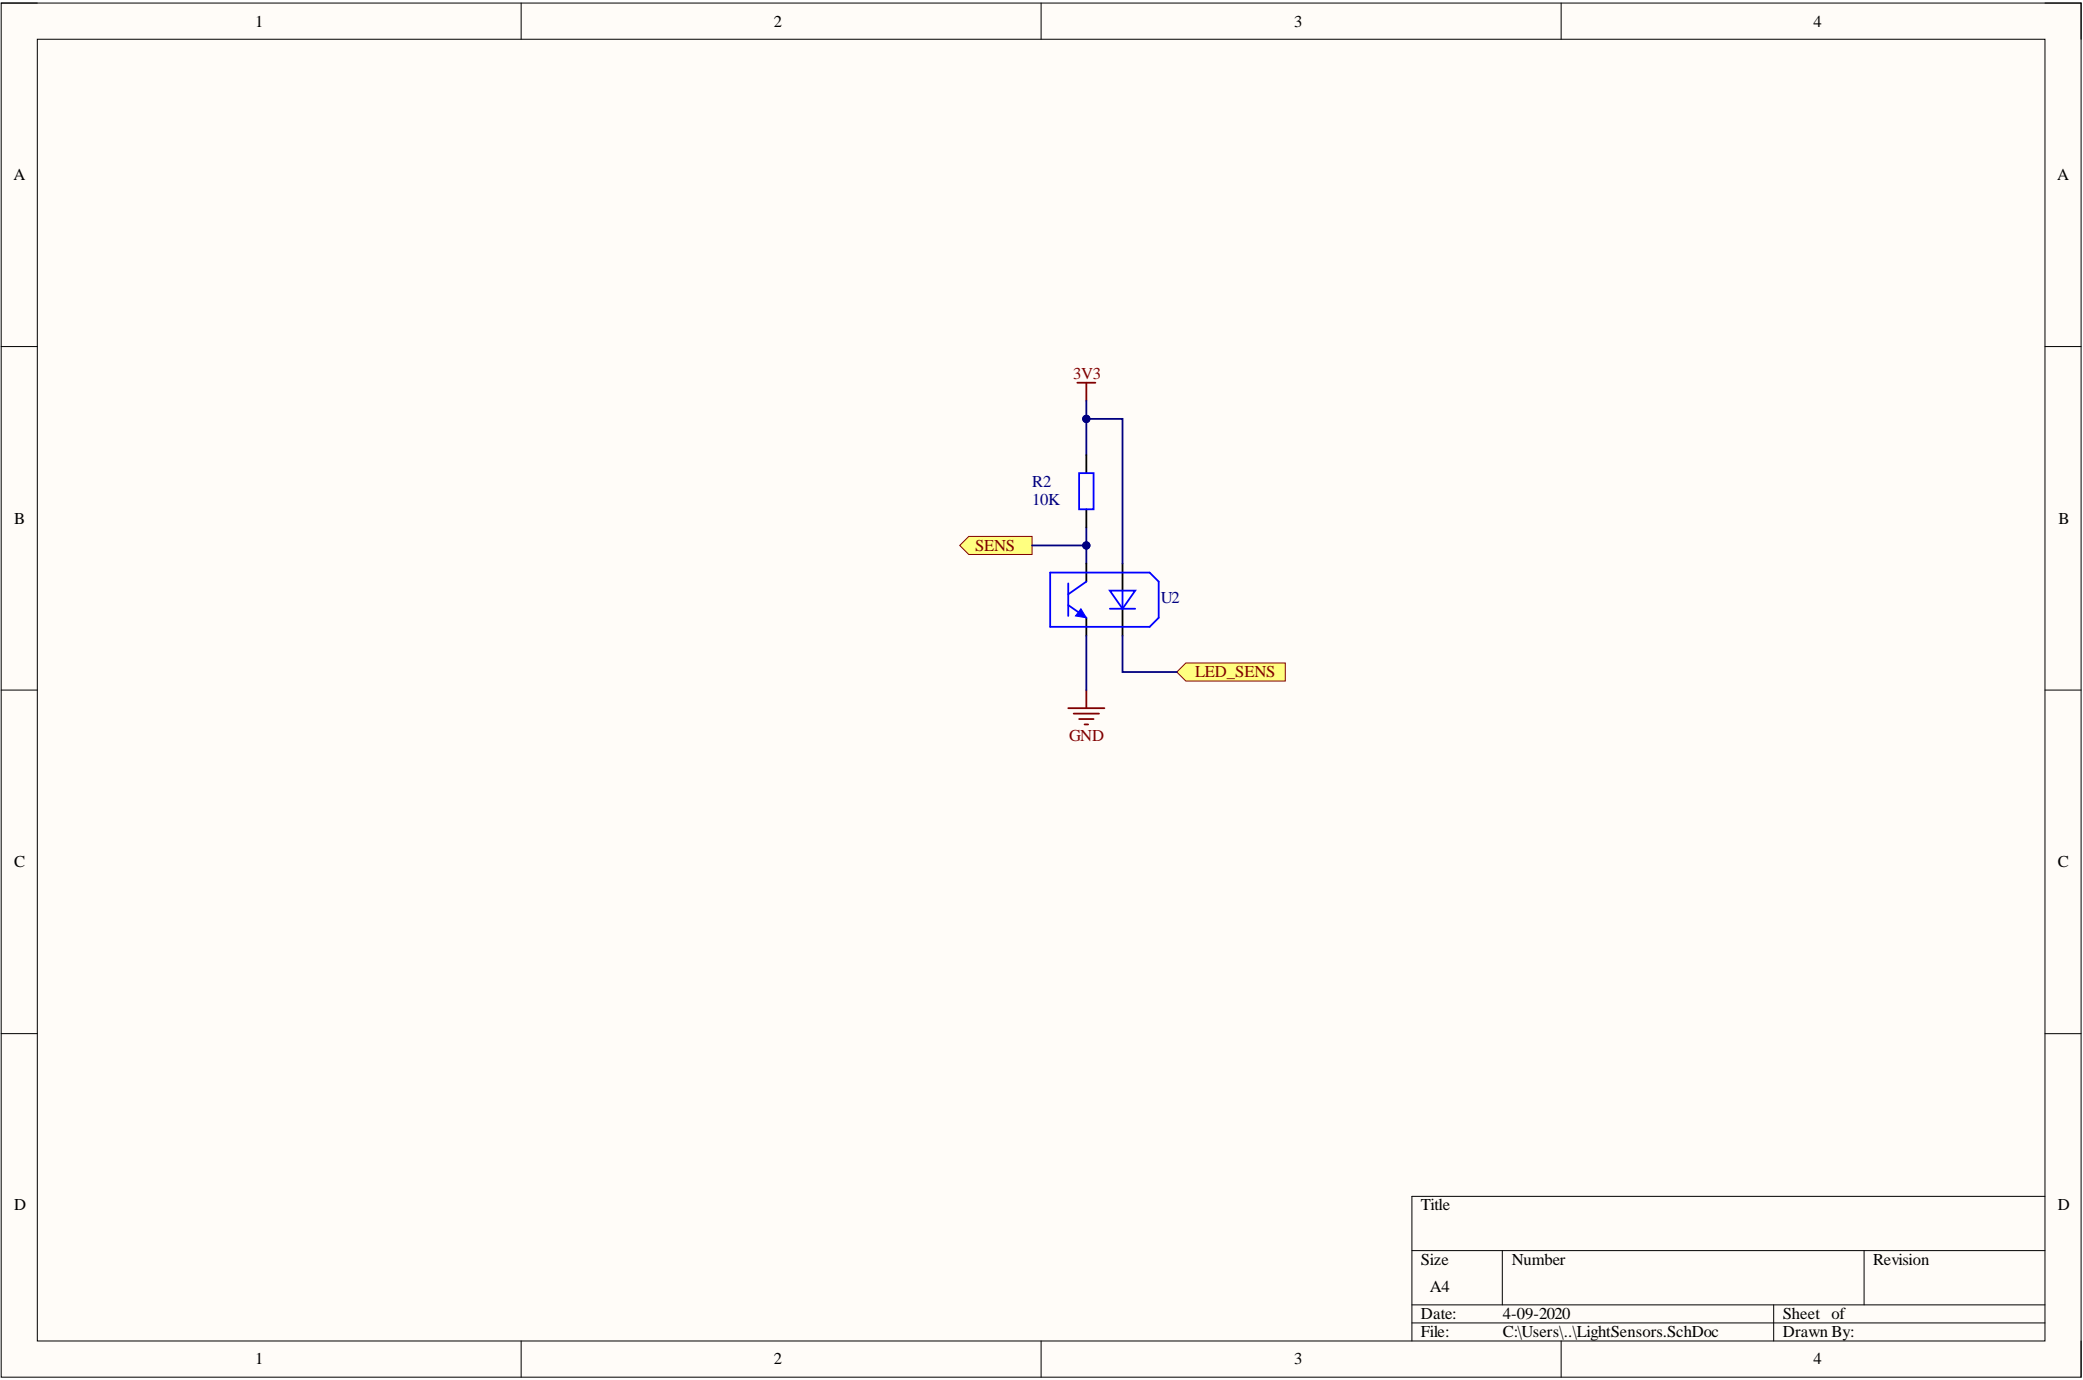 1 2 3 4
A A
3V3
R2
10K
B B
SENS
U2
LED_SENS
GND
C C
D D
Title
Size Number Revision
A4
Date: 4-09-2020 Sheet of
File: C:\Users\..\LightSensors.SchDoc Drawn By:
1 2 3 4